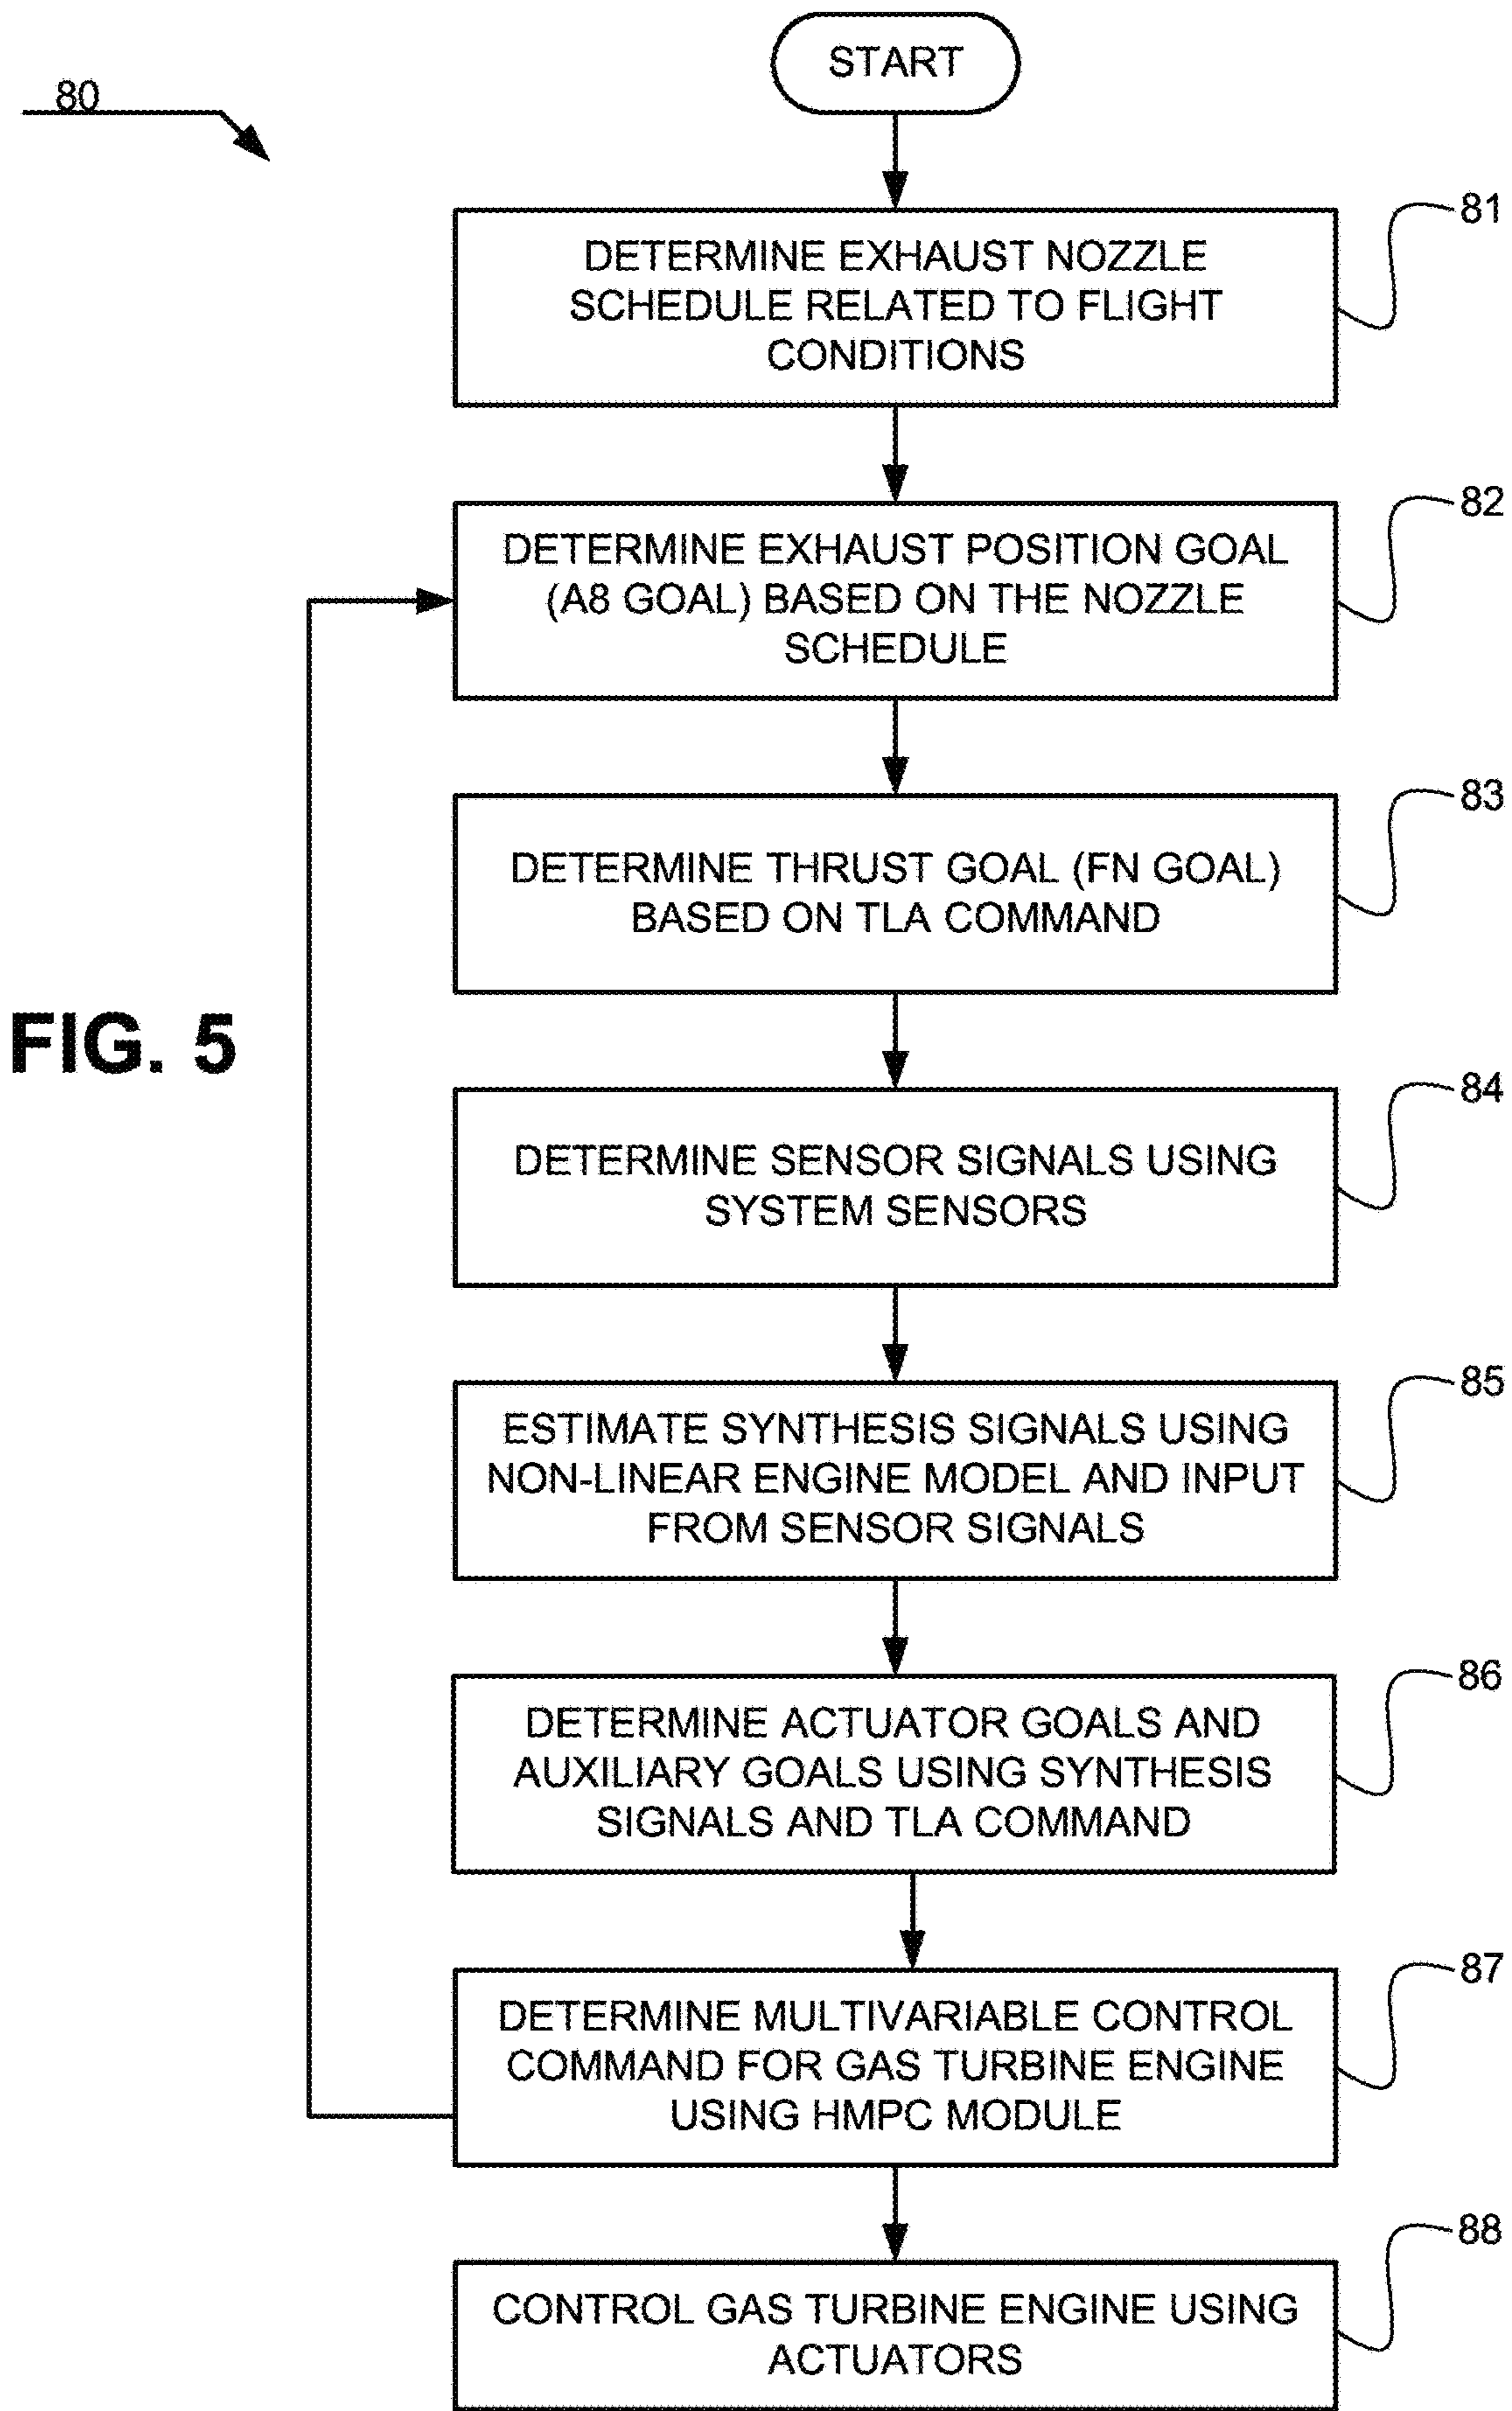 START
80
81
DETERMINE EXHAUST NOZZLE
SCHEDULE RELATED TO FLIGHT
CONDITIONS
82
DETERMINE EXHAUST POSITION GOAL
(A8 GOAL) BASED ON THE NOZZLE
SCHEDULE
83
DETERMINE THRUST GOAL (FN GOAL)
BASED ON TLA COMMAND
FIG. 5
84
DETERMINE SENSOR SIGNALS USING
SYSTEM SENSORS
85
ESTIMATE SYNTHESIS SIGNALS USING
NON-LINEAR ENGINE MODEL AND INPUT
FROM SENSOR SIGNALS
86
DETERMINE ACTUATOR GOALS AND
AUXILIARY GOALS USING SYNTHESIS
SIGNALS AND TLA COMMAND
87
DETERMINE MULTIVARIABLE CONTROL
COMMAND FOR GAS TURBINE ENGINE
USING HMPC MODULE
88
CONTROL GAS TURBINE ENGINE USING
ACTUATORS